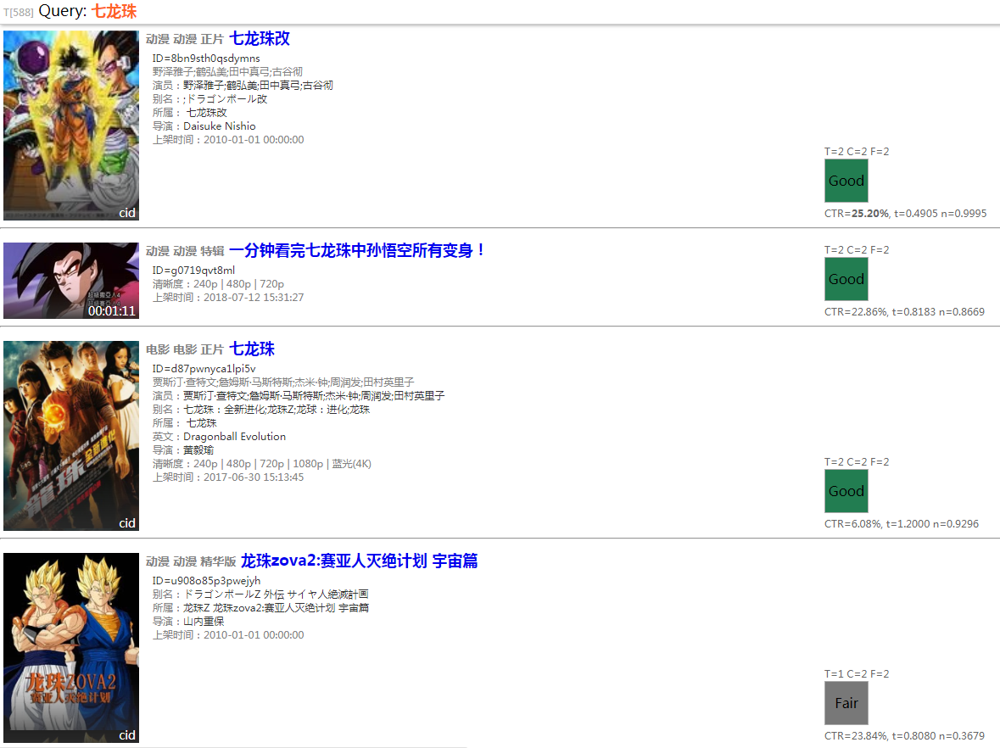 T[588] Query: 七龙珠
动漫 动漫 正片 七龙珠改
ID=8bn9sth0qsdymns
野泽雅子;鹤弘美;田中真弓;古谷彻
演员：野泽雅子;鹤弘美;田中真弓;古谷彻
别名：;ドラゴンボール改
所属： 七龙珠改
导演：Daisuke Nishio
上架时间：2010-01-01 00:00:00
cid
T=2 C=2 F=2
Good
CTR=25.20%, t=0.4905 n=0.9995
动漫 动漫 特辑 一分钟看完七龙珠中孙悟空所有变身！
ID=g0719qvt8ml
清晰度：240p | 480p | 720p
上架时间：2018-07-12 15:31:27
超級賽亞人4
00:01:11
T=2 C=2 F=2
Good
CTR=22.86%, t=0.8183 n=0.8669
电影 电影 正片 七龙珠
ID=d87pwnyca1lpi5v
贾斯汀·查特文;詹姆斯·马斯特斯;杰米·钟;周润发;田村英里子
演员：贾斯汀·查特文;詹姆斯·马斯特斯;杰米·钟;周润发;田村英里子
别名：七龙珠：全新进化;龙珠Z;龙球：进化;龙珠
所属： 七龙珠
英文：Dragonball Evolution
导演：黄毅瑜
清晰度：240p | 480p | 720p | 1080p | 蓝光(4K)
上架时间：2017-06-30 15:13:45
全新進化
cid
T=2 C=2 F=2
Good
CTR=6.08%, t=1.2000 n=0.9296
动漫 动漫 精华版 龙珠zova2:赛亚人灭绝计划 宇宙篇
ID=u908o85p3pwejyh
别名：ドラゴンボールZ 外伝 サイヤ人絶滅計画
所属：龙珠Z 龙珠zova2:赛亚人灭绝计划 宇宙篇
导演：山内重保
上架时间：2010-01-01 00:00:00
龙珠ZOVA2
赛亚人灭绝计划
cid
T=1 C=2 F=2
Fair
CTR=23.84%, t=0.8080 n=0.3679